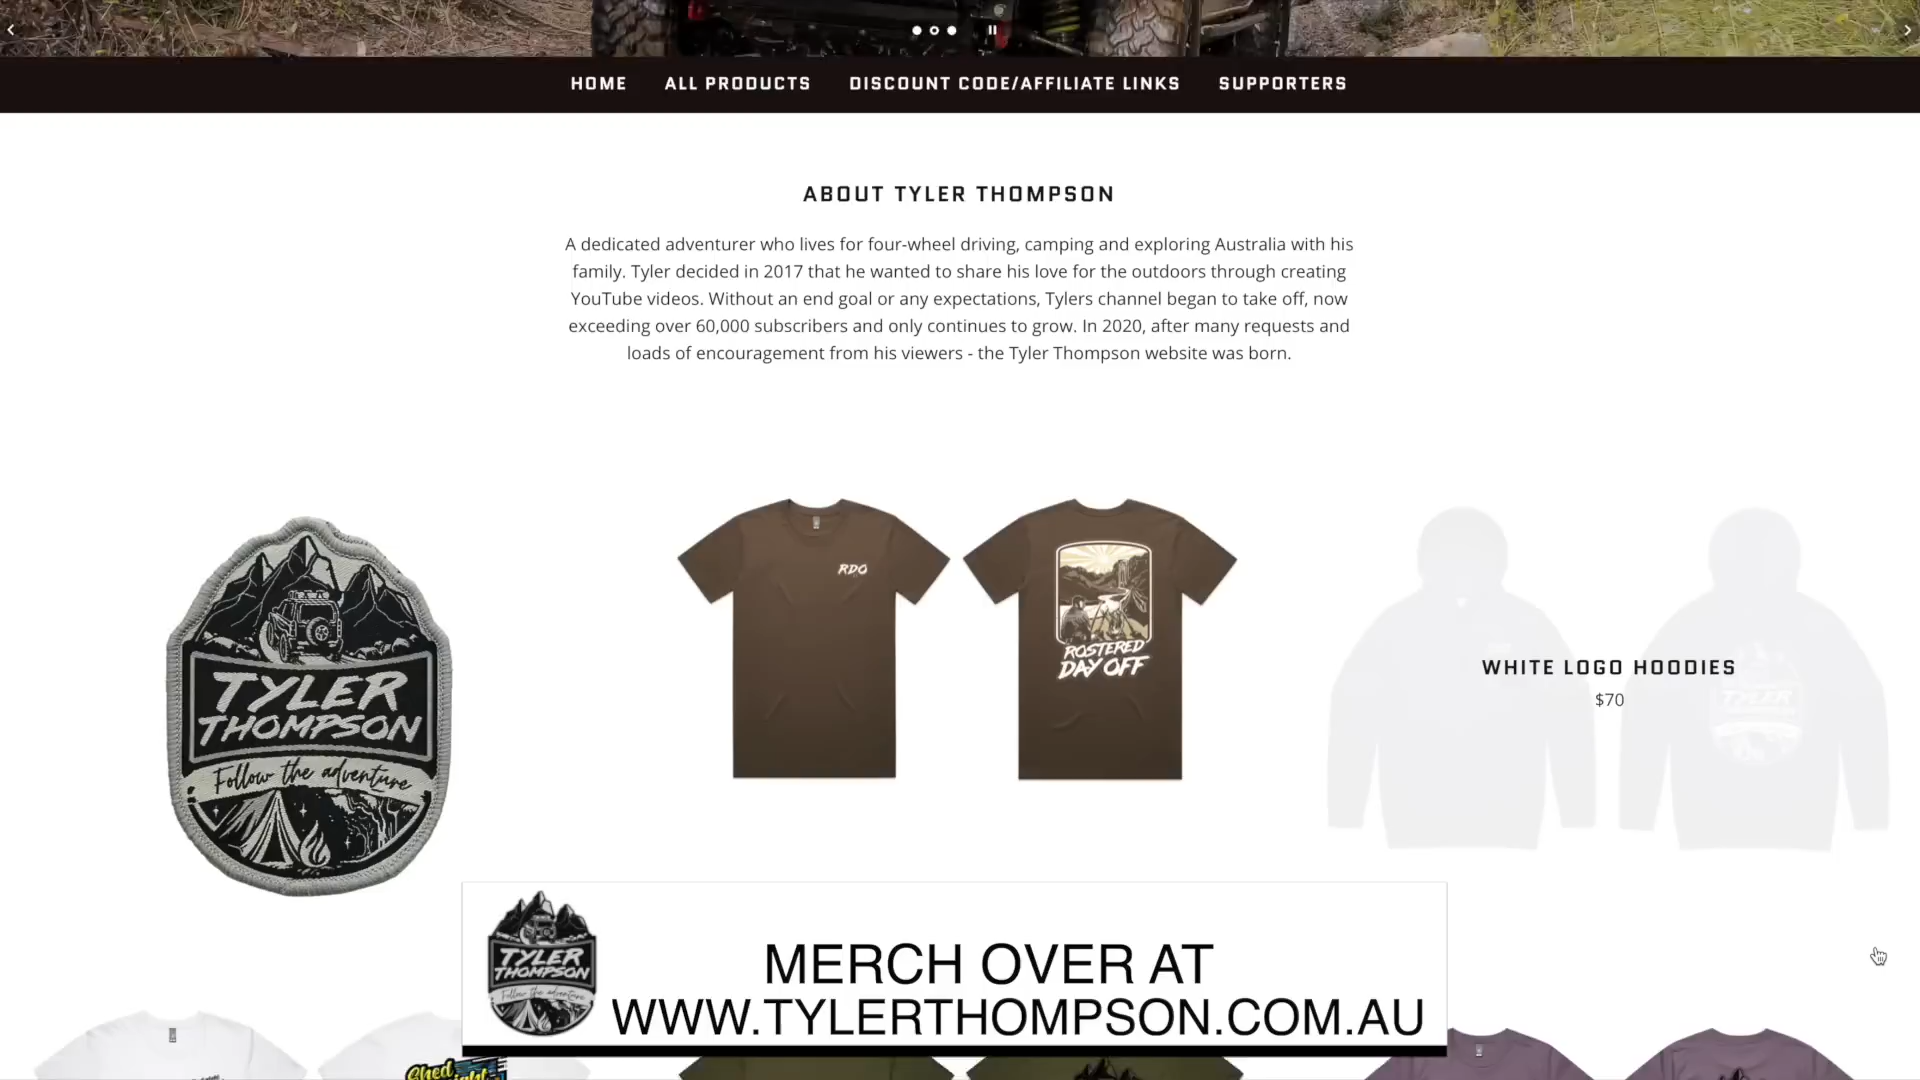 HOME ALL PRODUCTS DISCOUNT CODE/AFFILIATE LINKS SUPPORTERS
ABOUT TYLER THOMPSON
A dedicated adventurer who lives for four-wheel driving, camping and exploring Australia with his
family. Tyler decided in 2017 that he wanted to share his love for the outdoors through creating
YouTube videos. Without an end goal or any expectations, Tylers channel began to take off, now
exceeding over 60,000 subscribers and only continues to grow. In 2020, after many requests and
loads of encouragement from his viewers - the Tyler Thompson website was born.
TYLER
THOMPSON
Follow the adventure
RDO
ROSTERED
DAY OFF
WHITE LOGO HOODIES
$70
TYLER
TYLER
THOMPSON
Follow the adventure
MERCH OVER AT
WWW.TYLERTHOMPSON.COM.AU
Shed